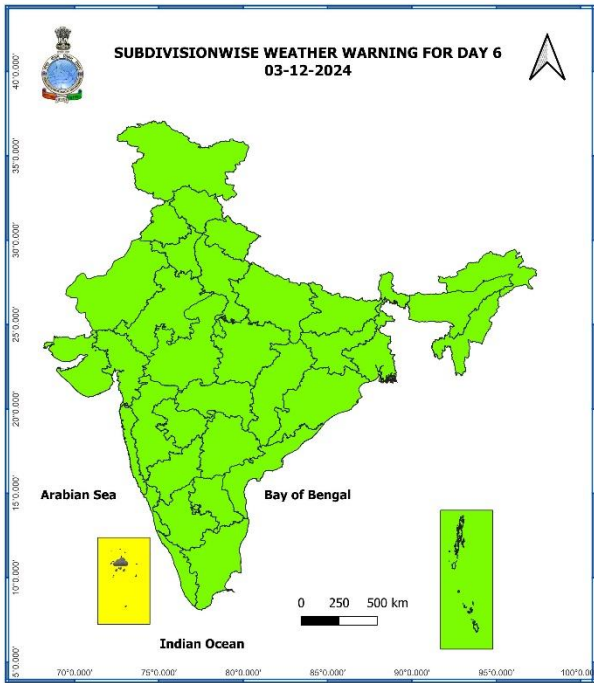 SUBDIVISIONWISE WEATHER WARNING FOR DAY 6
03-12-2024
40°0.000'
35°0.000'
30°0.000'
25°0.000'
20°0.000'
15°0.000'
10°0.000'
5°0.000'
Arabian Sea
Bay of Bengal
0 250 500 km
Indian Ocean
70°0.000' 75°0.000' 80°0.000' 85°0.000' 90°0.000' 95°0.000' 100°0.0